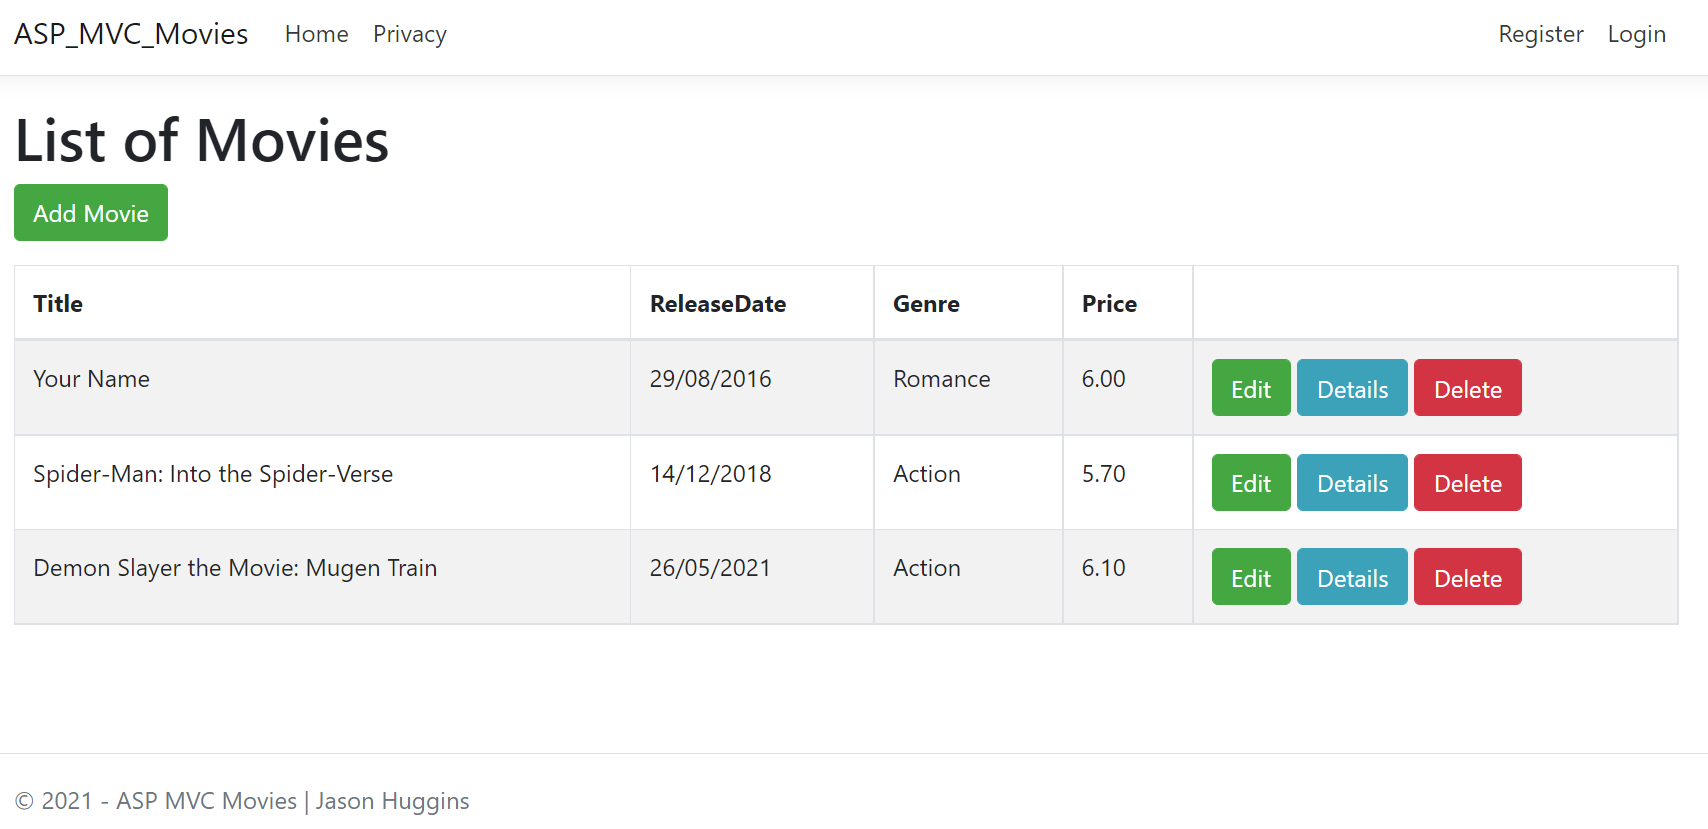 ASP_MVC_Movies Home Privacy Register Login
List of Movies
Add Movie
Title ReleaseDate Genre Price
Your Name 29/08/2016 Romance 6.00 Edit Details Delete
Spider-Man: Into the Spider-Verse 14/12/2018 Action 5.70 Edit Details Delete
Demon Slayer the Movie: Mugen Train 26/05/2021 Action 6.10 Edit Details Delete
© 2021 - ASP MVC Movies | Jason Huggins